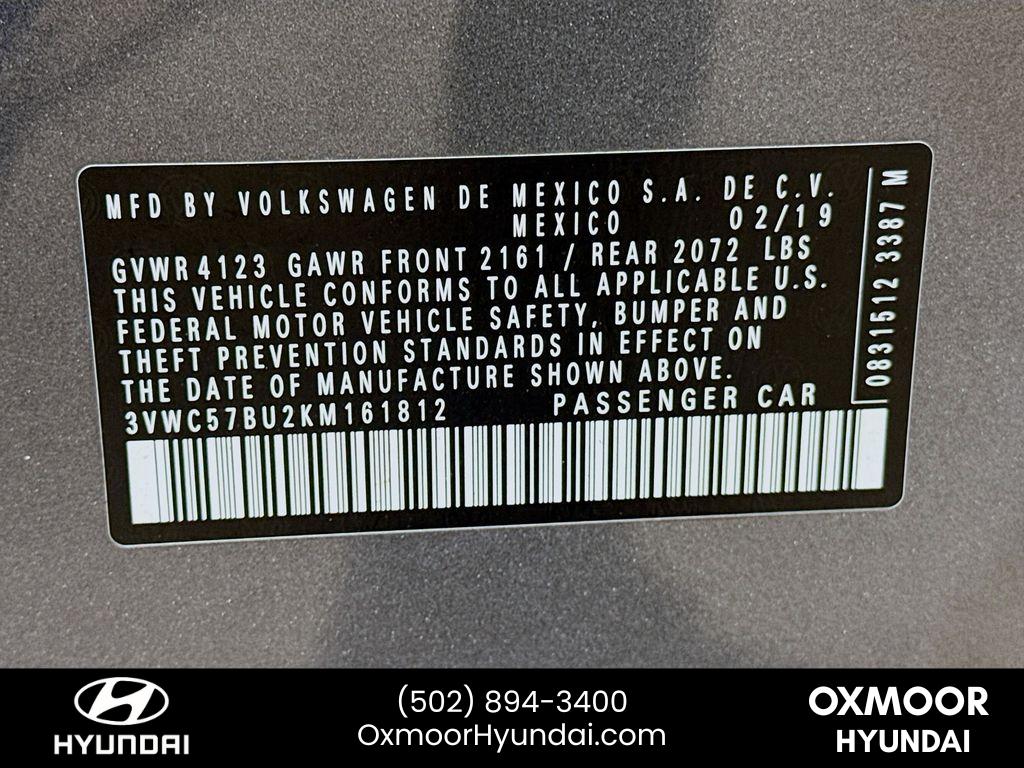 MFD BY VOLKSWAGEN DE MEXICO S.A. DE C.V.
MEXICO 02/19
GVWR 4123 GAWR FRONT 2161 / REAR 2072 LBS
THIS VEHICLE CONFORMS TO ALL APPLICABLE U.S.
FEDERAL MOTOR VEHICLE SAFETY, BUMPER AND
THEFT PREVENTION STANDARDS IN EFFECT ON
THE DATE OF MANUFACTURE SHOWN ABOVE.
3VWC57BU2KM161812 PASSENGER CAR
0831512 3387 M
HYUNDAI
(502) 894-3400
OxmoorHyundai.com
OXMOOR
HYUNDAI